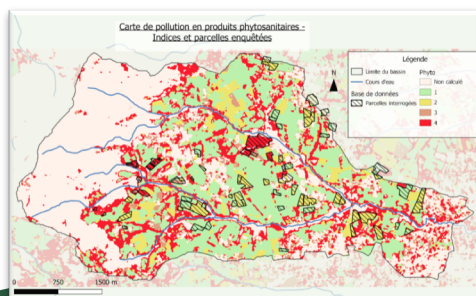 Carte de pollution en produits phytosanitaires -
Indices et parcelles enquêtées
Légende
Limite du bassin
Cours d'eau
Base de données
Parcelles interrogées
Phyto
Non calculé
1
2
3
4
N
0 750 1500 m